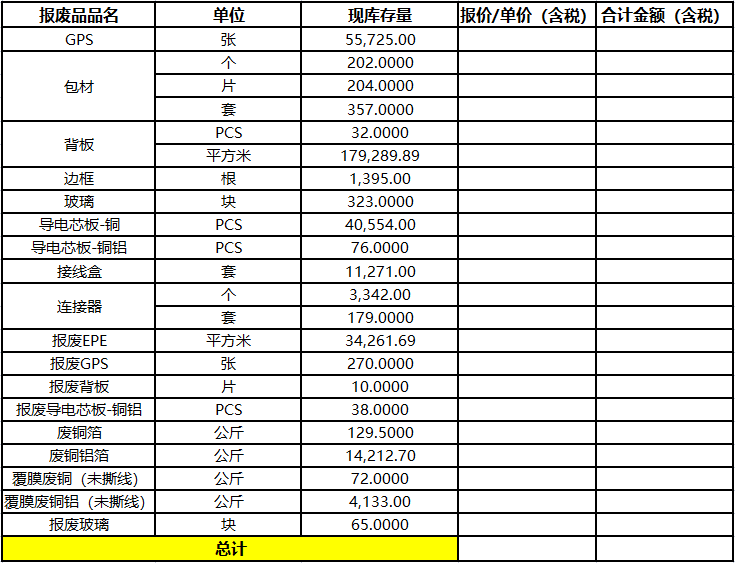 报废品品名 单位 现库存量 报价/单价（含税） 合计金额（含税）
GPS 张 55,725.00
包材 个 202.0000
片 204.0000
套 357.0000
背板 PCS 32.0000
平方米 179,289.89
边框 根 1,395.00
玻璃 块 323.0000
导电芯板-铜 PCS 40,554.00
导电芯板-铜铝 PCS 76.0000
接线盒 套 11,271.00
连接器 个 3,342.00
套 179.0000
报废EPE 平方米 34,261.69
报废GPS 张 270.0000
报废背板 片 10.0000
报废导电芯板-铜铝 PCS 38.0000
废铜箔 公斤 129.5000
废铜铝箔 公斤 14,212.70
覆膜废铜（未撕线） 公斤 72.0000
覆膜废铜铝（未撕线） 公斤 4,133.00
报废玻璃 块 65.0000
总计